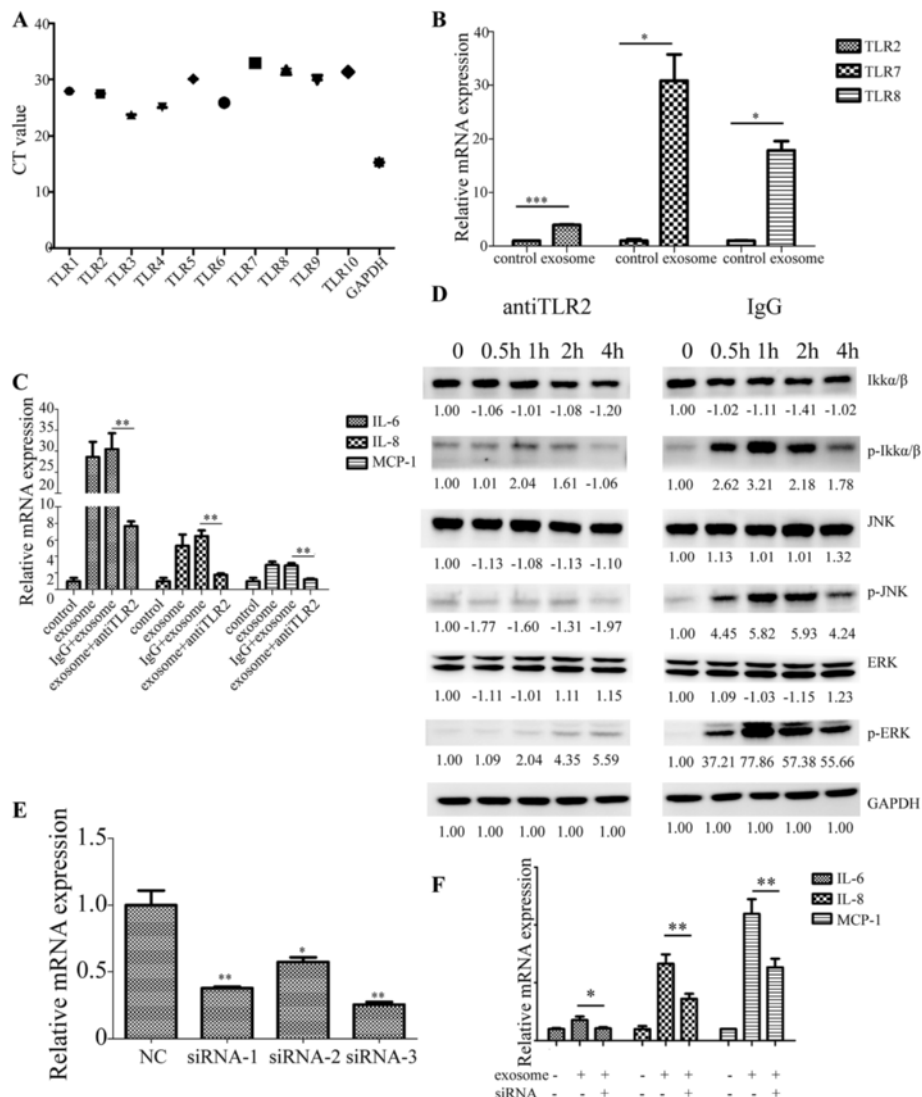 A
CT value
40
30
20
10
0
TLR1
TLR2
TLR3
TLR4
TLR5
TLR6
TLR7
TLR8
TLR9
TLR10
GAPDH
B
Relative mRNA expression
40
30
20
10
0
***
*
*
TLR2
TLR7
TLR8
control exosome control exosome control exosome
C
Relative mRNA expression
40
35
30
25
20
15
8
6
4
2
**
**
**
IL-6
IL-8
MCP-1
control
exosome
IgG+exosome
exosome+antiTLR2
control
exosome
IgG+exosome
exosome+antiTLR2
control
exosome
IgG+exosome
exosome+antiTLR2
D
antiTLR2 IgG
0 0.5h 1h 2h 4h 0 0.5h 1h 2h 4h
Ikkα/β
1.00 -1.06 -1.01 -1.08 -1.20 1.00 -1.02 -1.11 -1.41 -1.02
p-Ikkα/β
1.00 1.01 2.04 1.61 -1.06 1.00 2.62 3.21 2.18 1.78
JNK
1.00 -1.13 -1.08 -1.13 -1.10 1.00 1.13 1.01 1.01 1.32
p-JNK
1.00 -1.77 -1.60 -1.31 -1.97 1.00 4.45 5.82 5.93 4.24
ERK
1.00 -1.11 -1.01 1.11 1.15 1.00 1.09 -1.03 -1.15 1.23
p-ERK
1.00 1.09 2.04 4.35 5.59 1.00 37.21 77.86 57.38 55.66
GAPDH
1.00 1.00 1.00 1.00 1.00 1.00 1.00 1.00 1.00 1.00
E
Relative mRNA expression
1.5
1.0
0.5
0
**
*
**
NC siRNA-1 siRNA-2 siRNA-3
F
Relative mRNA expression
*
**
**
IL-6
IL-8
MCP-1
exosome - + + - + + - + +
siRNA - - + - - + - - +